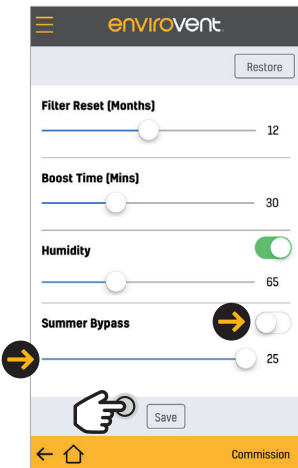 envirovent
Restore
Filter Reset (Months)
12
Boost Time (Mins)
30
Humidity
65
Summer Bypass
25
Save
Commission